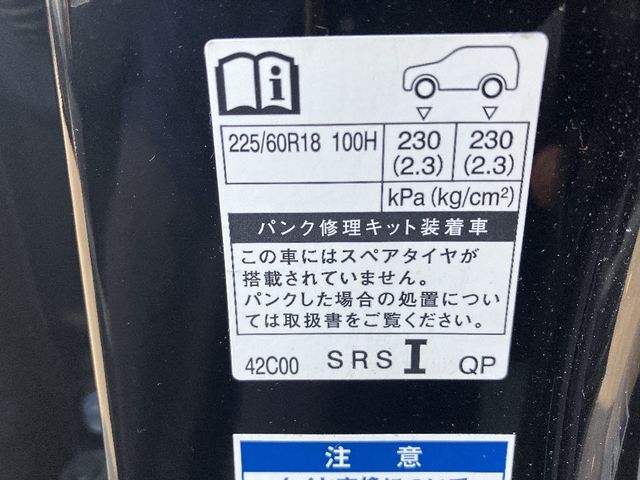 225/60R18 100H 230 230
(2.3) (2.3)
kPa (kg/cm²)
パンク修理キット装着車
この車にはスペアタイヤが
搭載されていません。
パンクした場合の処置につい
ては取扱書をご覧ください。
42C00 SRS I QP
注 意